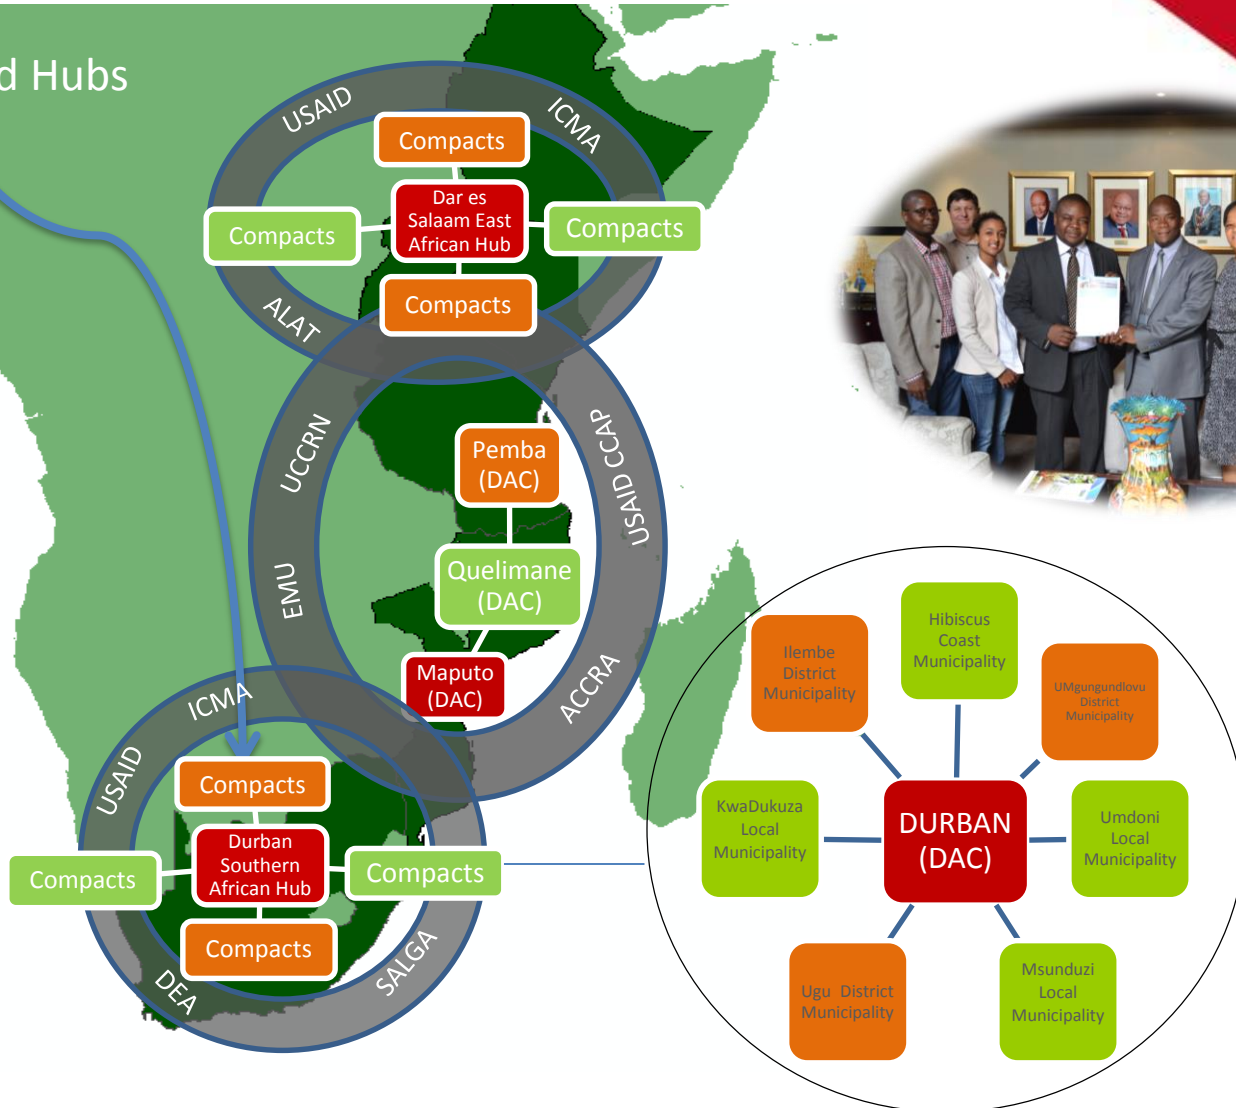 d Hubs
USAID
ICMA
Compacts
Dar es
Salaam East
African Hub
Compacts
Compacts
Compacts
ALAT
UCCRN
USAID CCAP
Pemba
(DAC)
EMU
Quelimane
(DAC)
Maputo
(DAC)
ACCRA
ICMA
USAID
Compacts
Durban
Southern
African Hub
Compacts
Compacts
Compacts
DEA
SALGA
Hibiscus
Coast
Municipality
Ilembe
District
Municipality
UMgungundlovu
District
Municipality
KwaDukuza
Local
Municipality
DURBAN
(DAC)
Umdoni
Local
Municipality
Ugu District
Municipality
Msunduzi
Local
Municipality